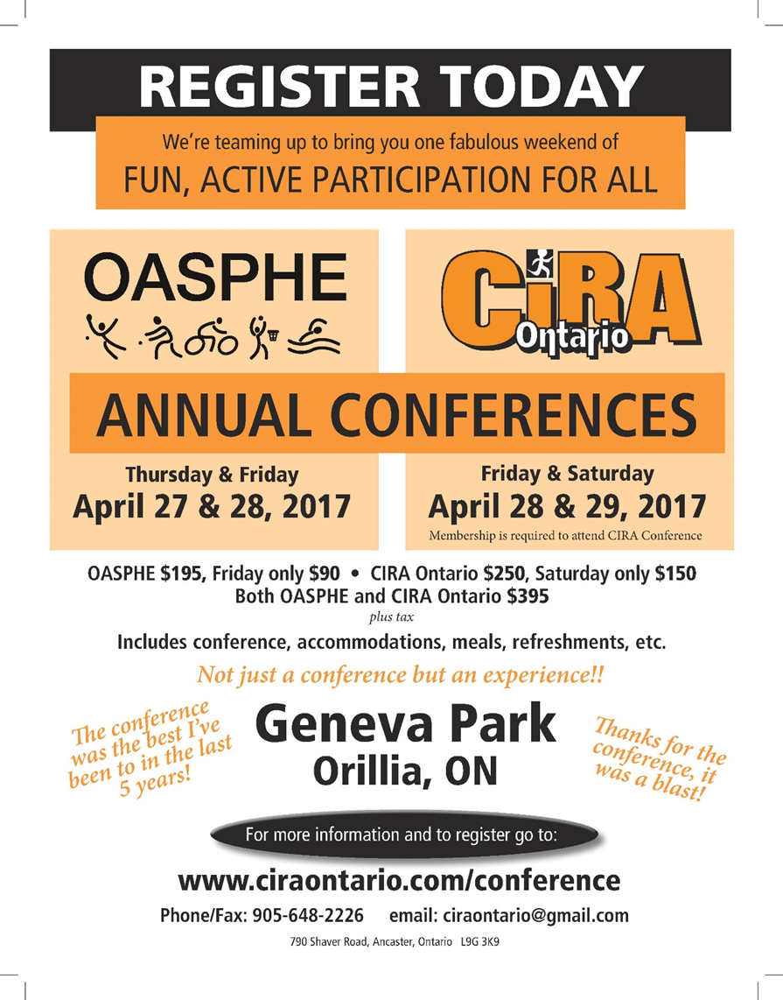 REGISTER TODAY
We're teaming up to bring you one fabulous weekend of
FUN, ACTIVE PARTICIPATION FOR ALL
OASPHE
CiRA
Ontario
ANNUAL CONFERENCES
Thursday & Friday
April 27 & 28, 2017
Friday & Saturday
April 28 & 29, 2017
Membership is required to attend CIRA Conference
OASPHE $195, Friday only $90 • CIRA Ontario $250, Saturday only $150
Both OASPHE and CIRA Ontario $395
plus tax
Includes conference, accommodations, meals, refreshments, etc.
Not just a conference but an experience!!
The conference
was the best I've
been to in the last
5 years!
Geneva Park
Orillia, ON
Thanks for the
conference, it
was a blast!
For more information and to register go to:
www.ciraontario.com/conference
Phone/Fax: 905-648-2226 email: ciraontario@gmail.com
790 Shaver Road, Ancaster, Ontario L9G 3K9